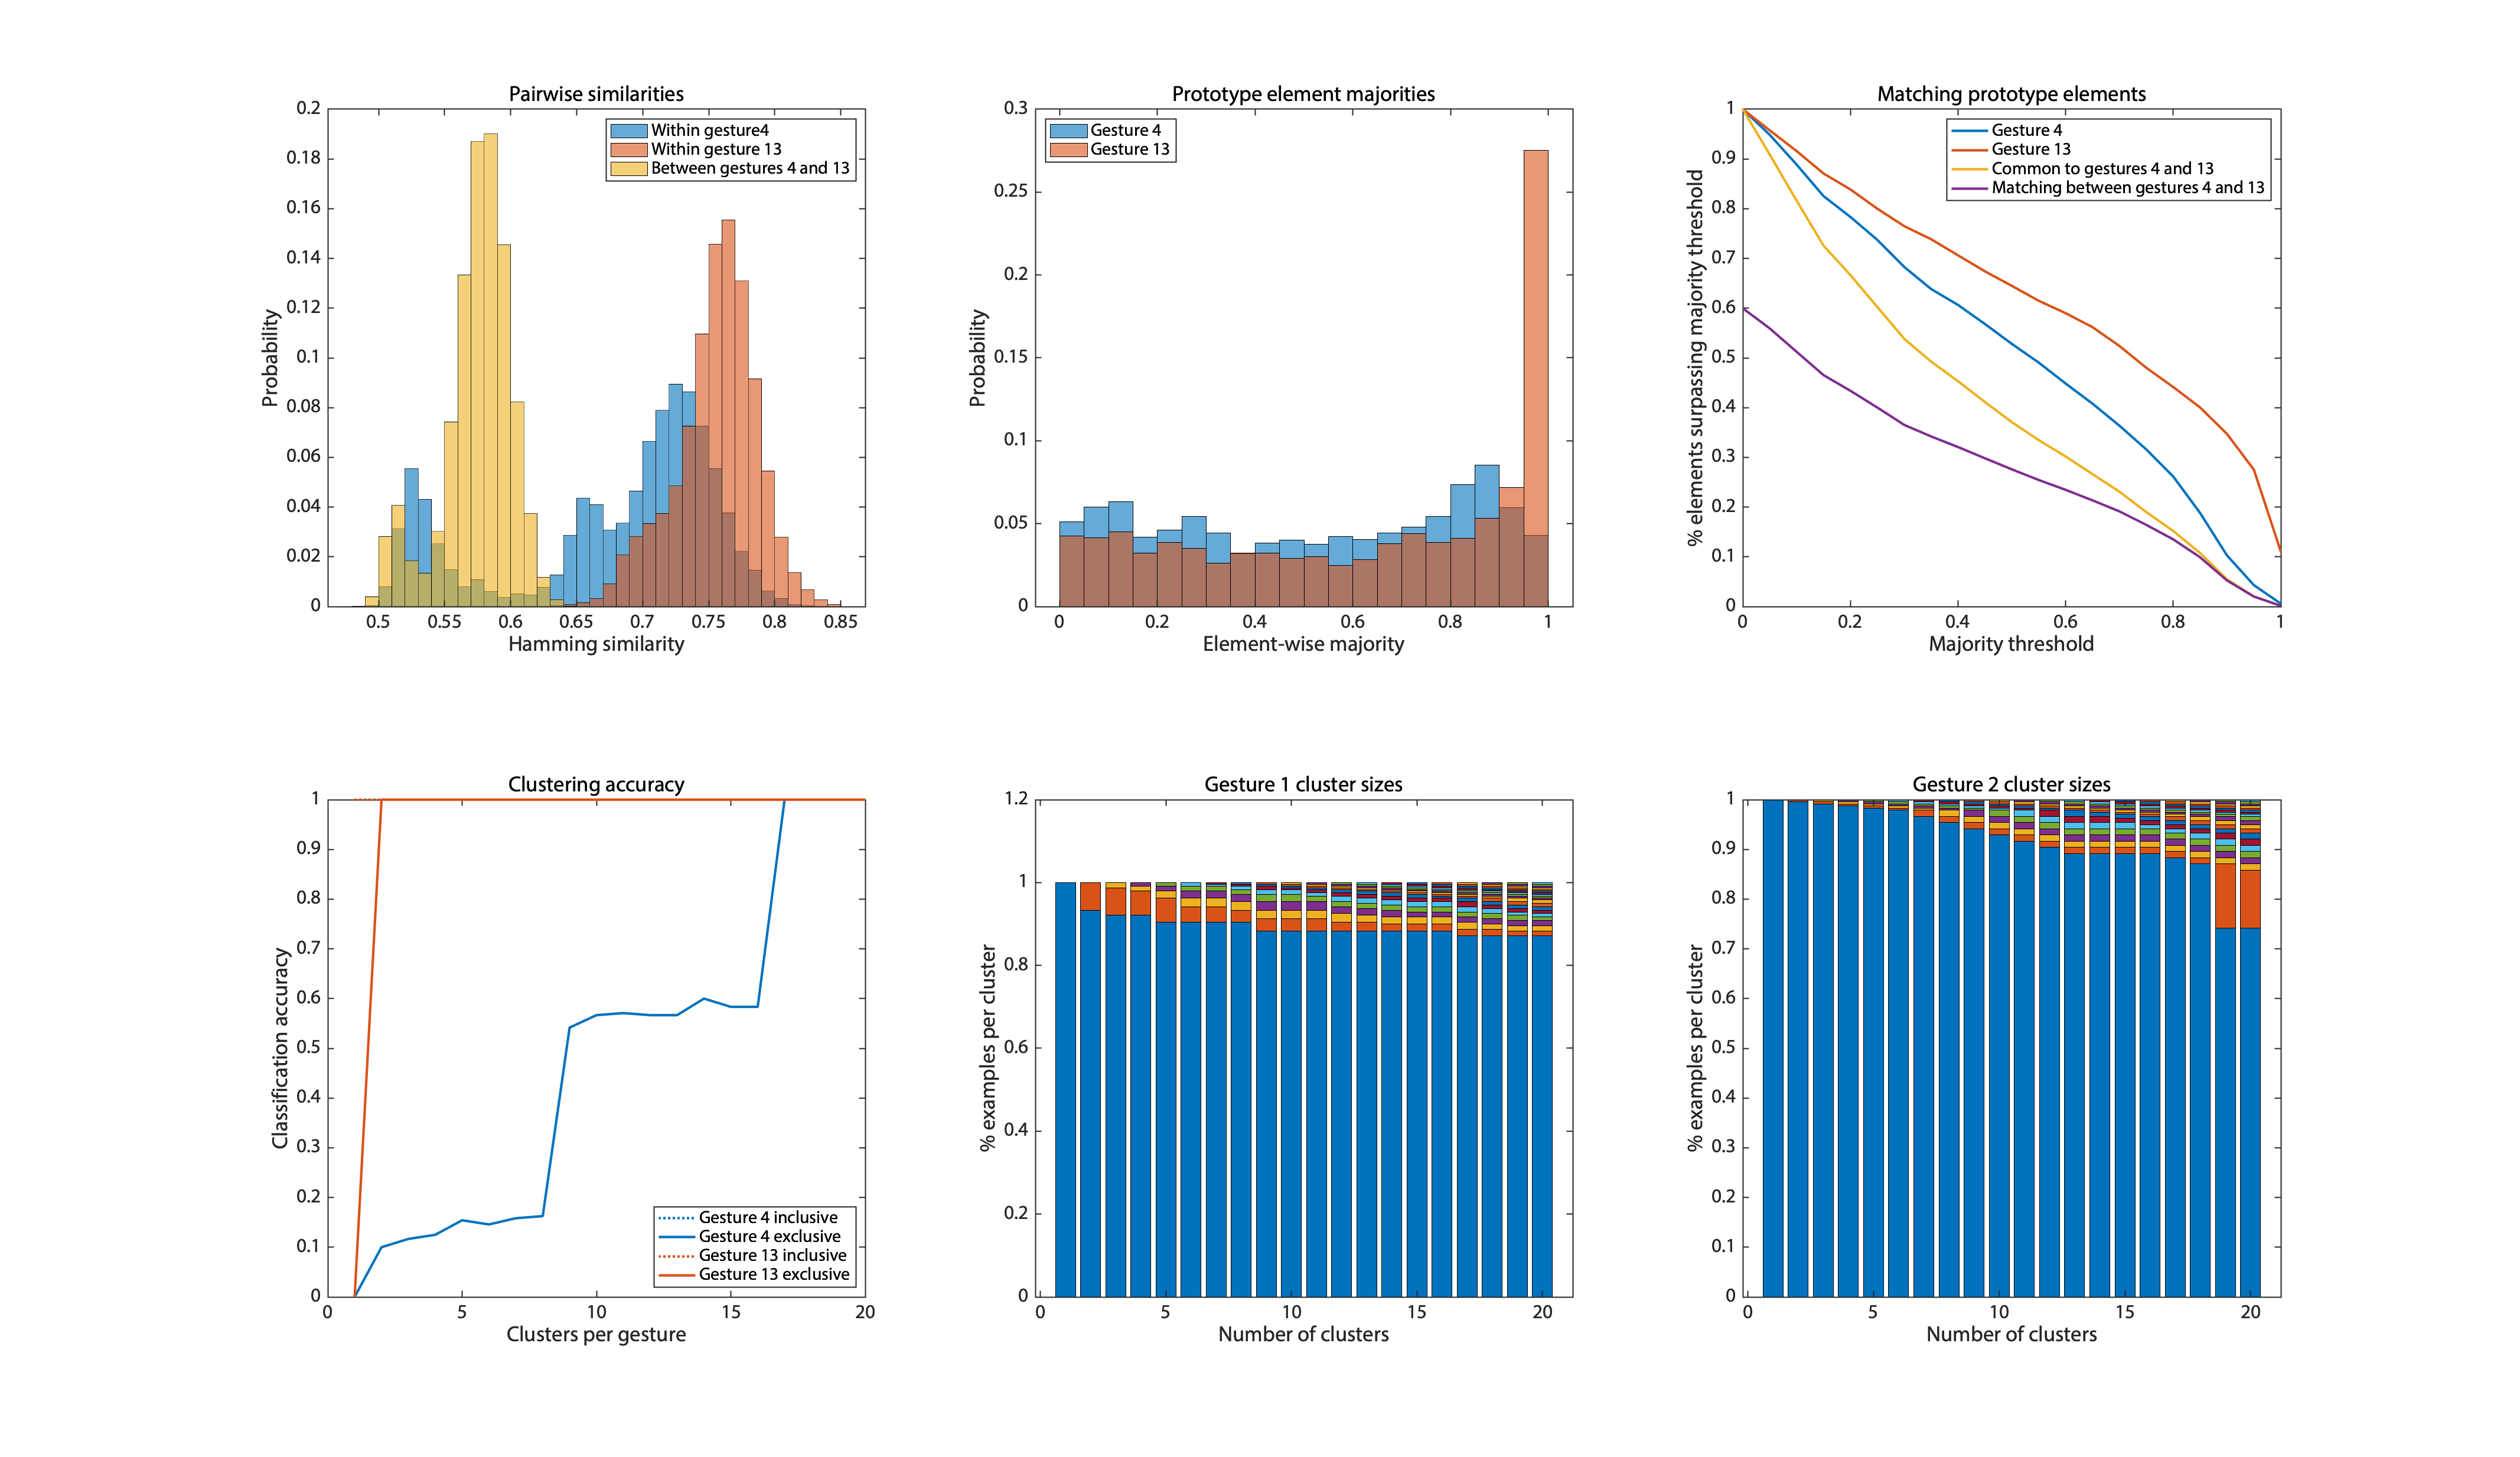 Pairwise similarities
0.2
0.18
0.16
0.14
0.12
0.1
0.08
0.06
0.04
0.02
0
Probability
Within gesture4
Within gesture 13
Between gestures 4 and 13
0.5 0.55 0.6 0.65 0.7 0.75 0.8 0.85
Hamming similarity
Prototype element majorities
0.3
0.25
0.2
0.15
0.1
0.05
0
Probability
Gesture 4
Gesture 13
0 0.2 0.4 0.6 0.8 1
Element-wise majority
Matching prototype elements
1
0.9
0.8
0.7
0.6
0.5
0.4
0.3
0.2
0.1
0
% elements surpassing majority threshold
Gesture 4
Gesture 13
Common to gestures 4 and 13
Matching between gestures 4 and 13
0 0.2 0.4 0.6 0.8 1
Majority threshold
Clustering accuracy
1
0.9
0.8
0.7
0.6
0.5
0.4
0.3
0.2
0.1
0
Classification accuracy
Gesture 4 inclusive
Gesture 4 exclusive
Gesture 13 inclusive
Gesture 13 exclusive
0 5 10 15 20
Clusters per gesture
Gesture 1 cluster sizes
1.2
1
0.8
0.6
0.4
0.2
0
% examples per cluster
0 5 10 15 20
Number of clusters
Gesture 2 cluster sizes
1
0.9
0.8
0.7
0.6
0.5
0.4
0.3
0.2
0.1
0
% examples per cluster
0 5 10 15 20
Number of clusters